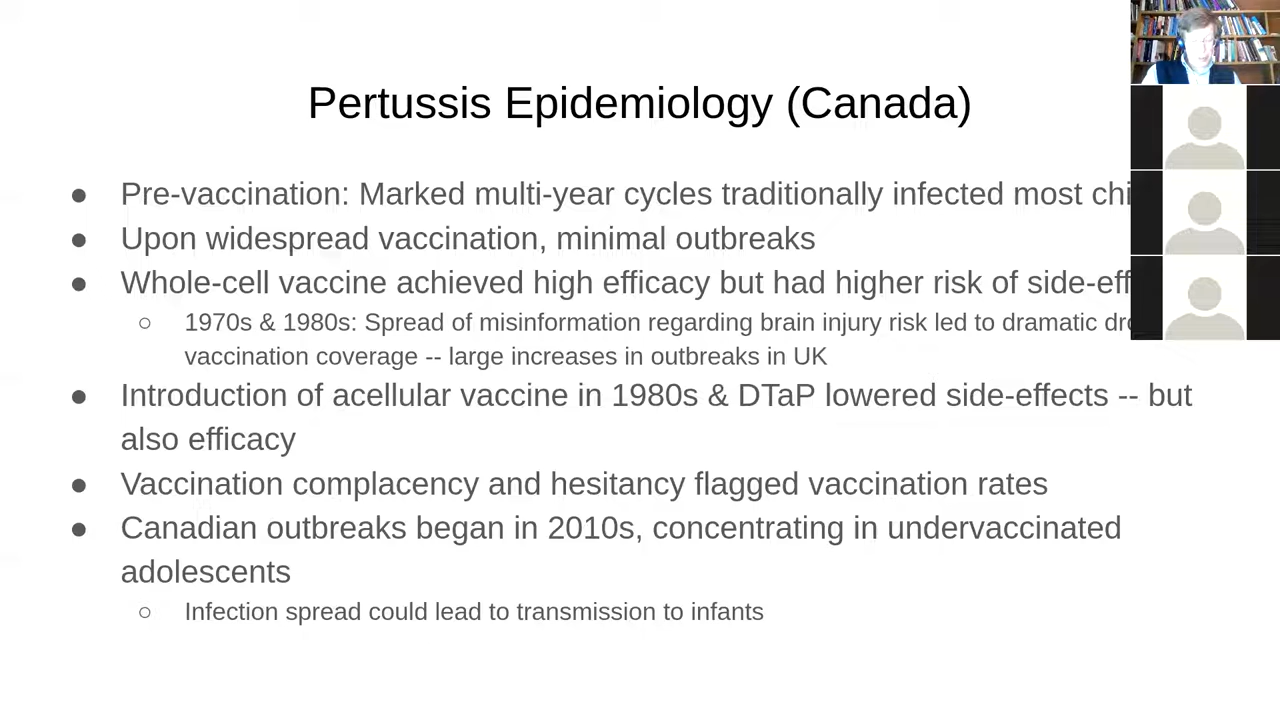 Pertussis Epidemiology (Canada)
● Pre-vaccination: Marked multi-year cycles traditionally infected most
● Upon widespread vaccination, minimal outbreaks
● Whole-cell vaccine achieved high efficacy but had higher risk of
○ 1970s & 1980s: Spread of misinformation regarding brain injury risk led to dramatic
vaccination coverage -- large increases in outbreaks in UK
● Introduction of acellular vaccine in 1980s & DTaP lowered side-effects -- but
also efficacy
● Vaccination complacency and hesitancy flagged vaccination rates
● Canadian outbreaks began in 2010s, concentrating in undervaccinated
adolescents
○ Infection spread could lead to transmission to infants